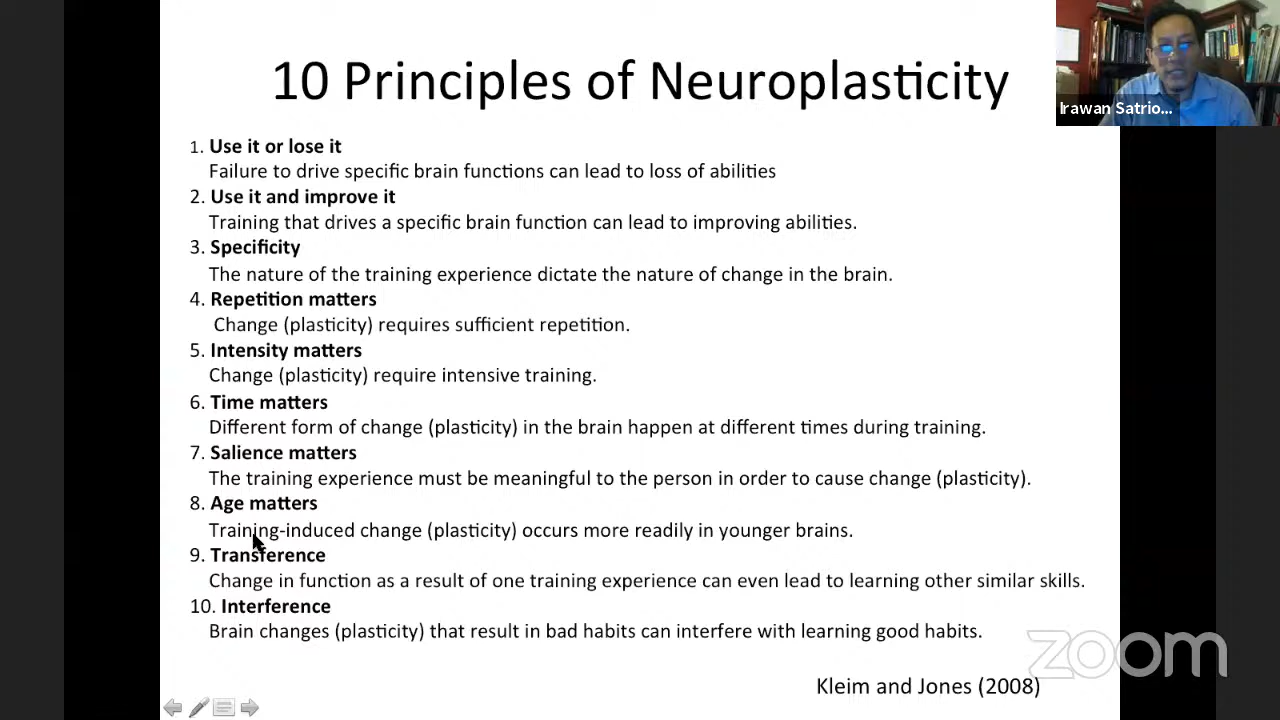 Irawan Satrio...
10 Principles of Neuroplasticity
1. Use it or lose it
Failure to drive specific brain functions can lead to loss of abilities
2. Use it and improve it
Training that drives a specific brain function can lead to improving abilities.
3. Specificity
The nature of the training experience dictate the nature of change in the brain.
4. Repetition matters
Change (plasticity) requires sufficient repetition.
5. Intensity matters
Change (plasticity) require intensive training.
6. Time matters
Different form of change (plasticity) in the brain happen at different times during training.
7. Salience matters
The training experience must be meaningful to the person in order to cause change (plasticity).
8. Age matters
Training-induced change (plasticity) occurs more readily in younger brains.
9. Transference
Change in function as a result of one training experience can even lead to learning other similar skills.
10. Interference
Brain changes (plasticity) that result in bad habits can interfere with learning good habits.
zoom
Kleim and Jones (2008)